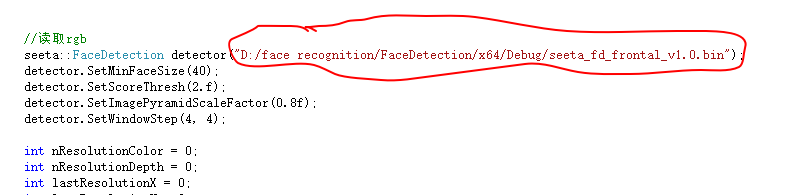 //读取rgb
seeta::FaceDetection detector("D:/face recognition/FaceDetection/x64/Debug/seeta_fd_frontal_v1.0.bin");
detector.SetMinFaceSize(40);
detector.SetScoreThresh(2.f);
detector.SetImagePyramidScaleFactor(0.8f);
detector.SetWindowStep(4, 4);
int nResolutionColor = 0;
int nResolutionDepth = 0;
int lastResolutionX = 0;